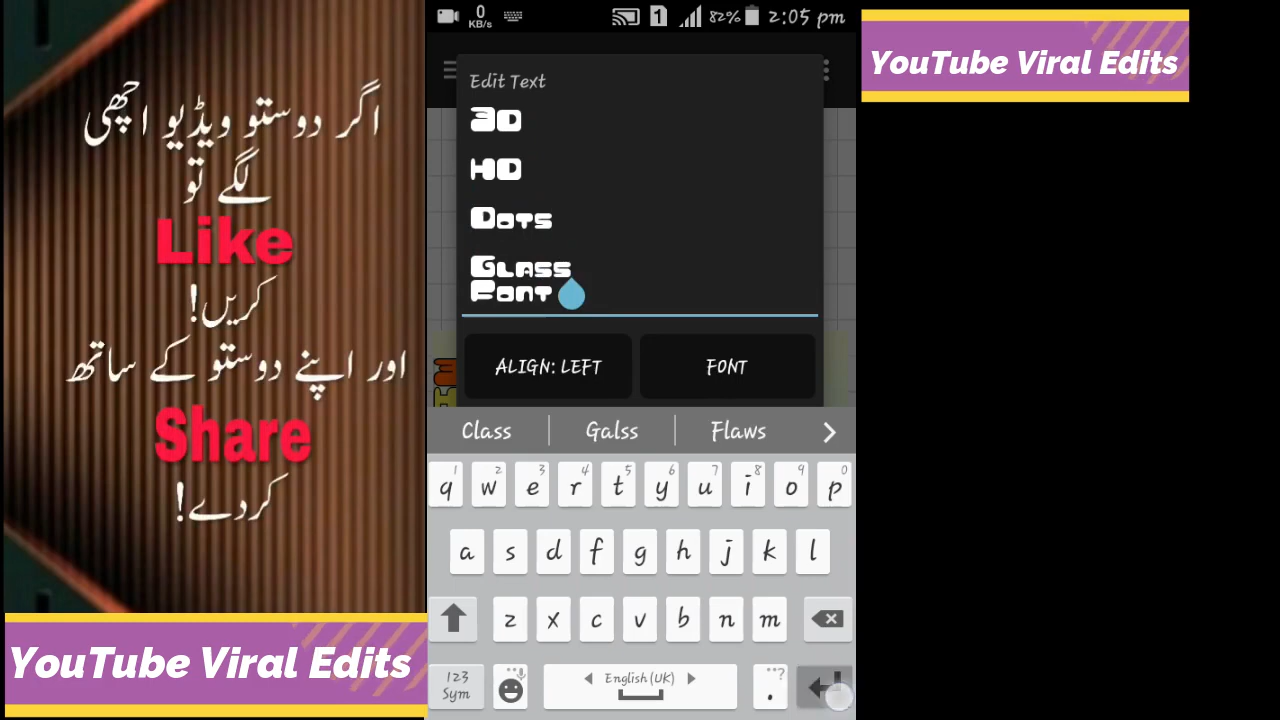 اگر دوستو ویڈیو اچھی
لگے تو
Like
کریں!
اور اپنے دوستو کے ساتھ
Share
کردے!
YouTube Viral Edits
0
KB/s
1
82%
2:05 pm
Edit Text
3D
HD
Dots
Glass
Font
ALIGN: LEFT
FONT
Class
Galss
Flaws
q 1 w 2 e 3 r 4 t 5 y 6 u 7 i 8 o 9 p 0
a s d f g h j k l
z x c v b n m
123
Sym
English (UK)
. ?
YouTube Viral Edits